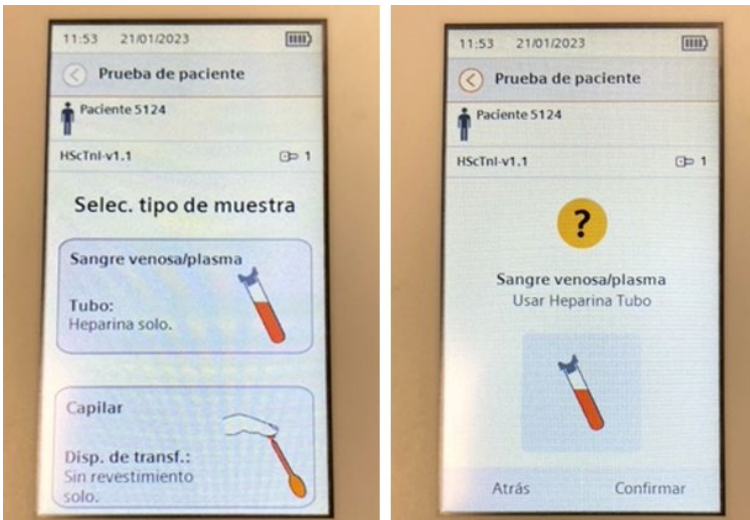 11:53 21/01/2023
Prueba de paciente
Paciente 5124
HScTnI-v1.1 1
Selec. tipo de muestra
Sangre venosa/plasma
Tubo:
Heparina solo.
Capilar
Disp. de transf.:
Sin revestimiento
solo.
11:53 21/01/2023
Prueba de paciente
Paciente 5124
HScTnI-v1.1 1
?
Sangre venosa/plasma
Usar Heparina Tubo
Atrás Confirmar